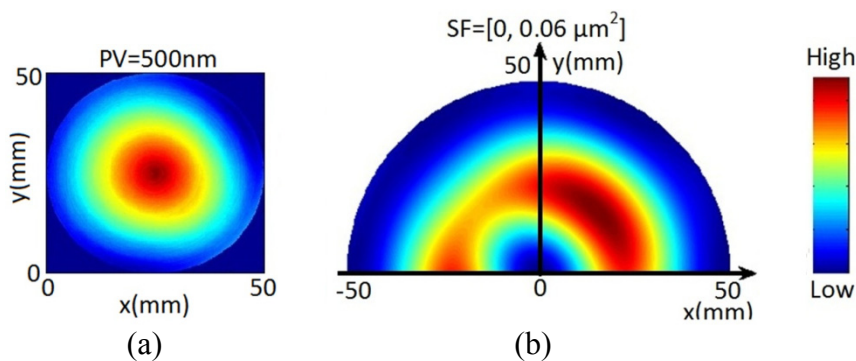 PV=500nm
50
y(mm)
0
0
50
x(mm)
(a)
SF=[0, 0.06 μm²]
50
y(mm)
-50
0
50
x(mm)
(b)
High
Low